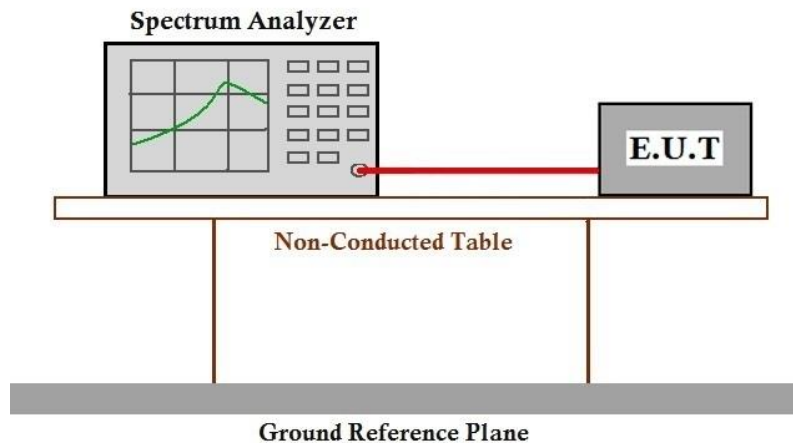 Spectrum Analyzer
E.U.T
Non-Conducted Table
Ground Reference Plane